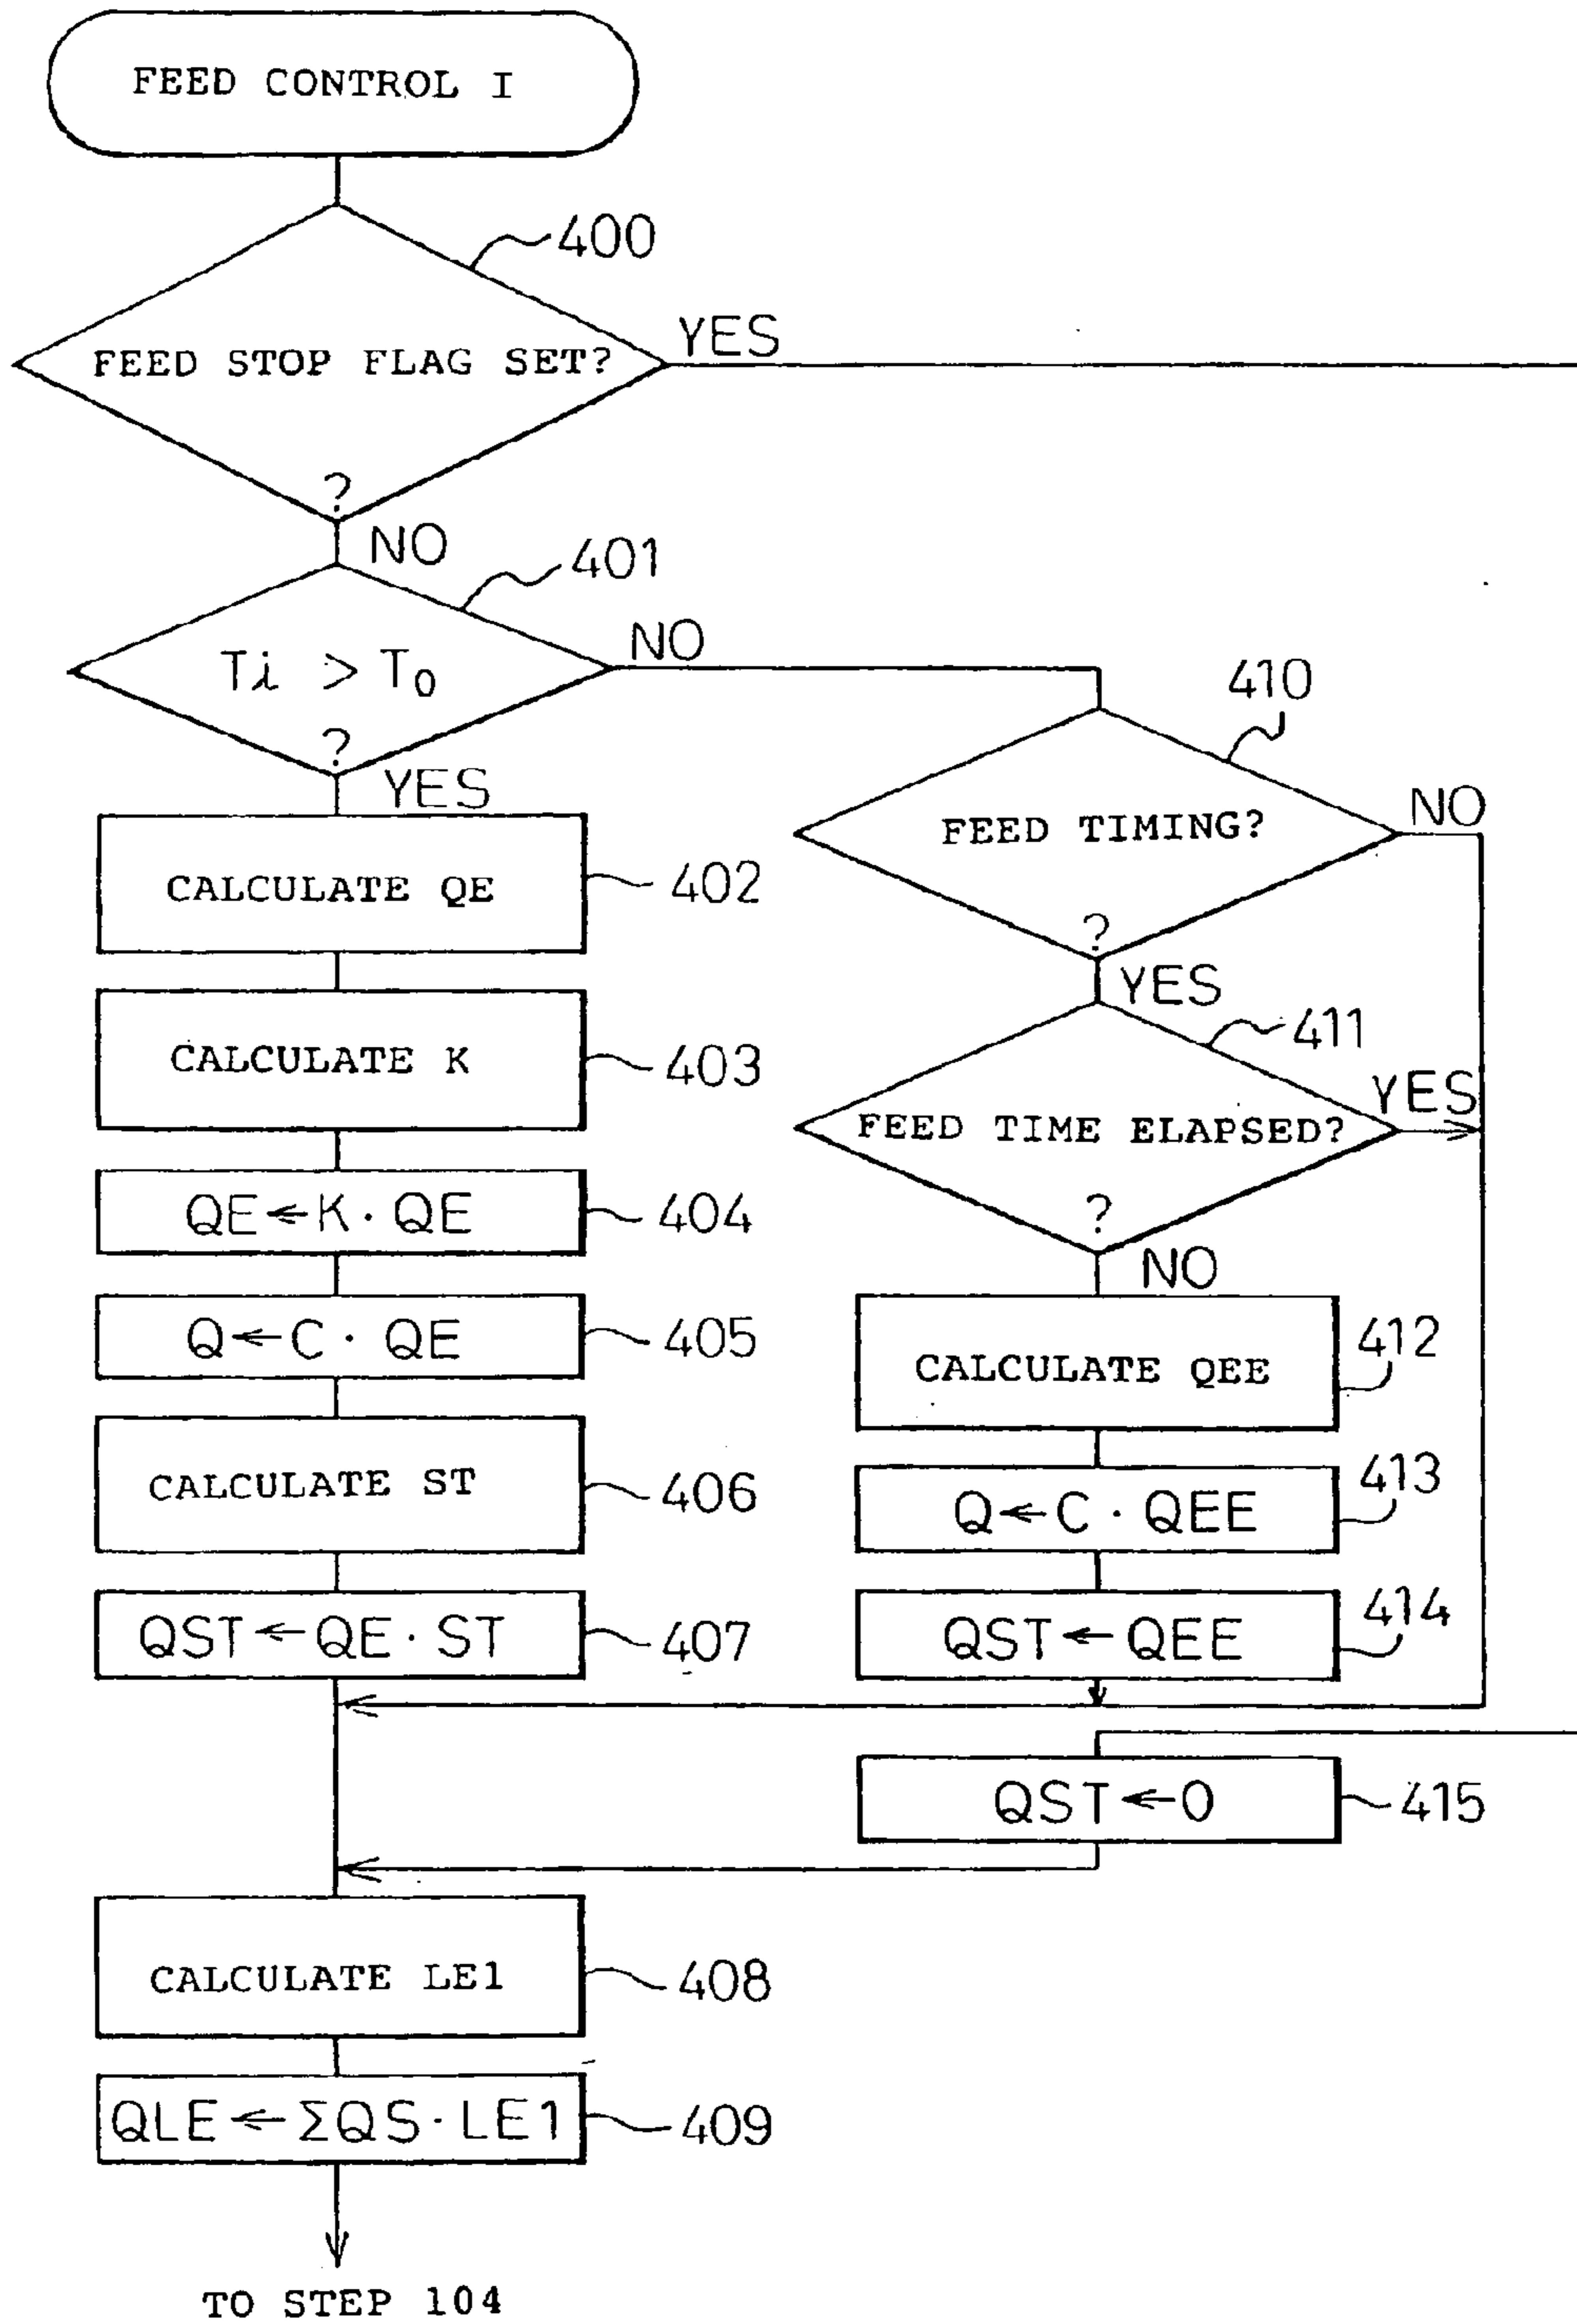 FEED CONTROL I
400
FEED STOP FLAG SET?
YES
?
NO
401
Ti > T0
NO
?
YES
410
FEED TIMING?
NO
?
YES
CALCULATE QE
402
CALCULATE K
403
411
FEED TIME ELAPSED?
YES
?
NO
QE←K·QE
404
Q←C·QE
405
CALCULATE ST
406
QST←QE·ST
407
CALCULATE QEE
412
Q←C·QEE
413
QST←QEE
414
QST←0
415
CALCULATE LE1
408
QLE←ΣQS·LE1
409
TO STEP 104